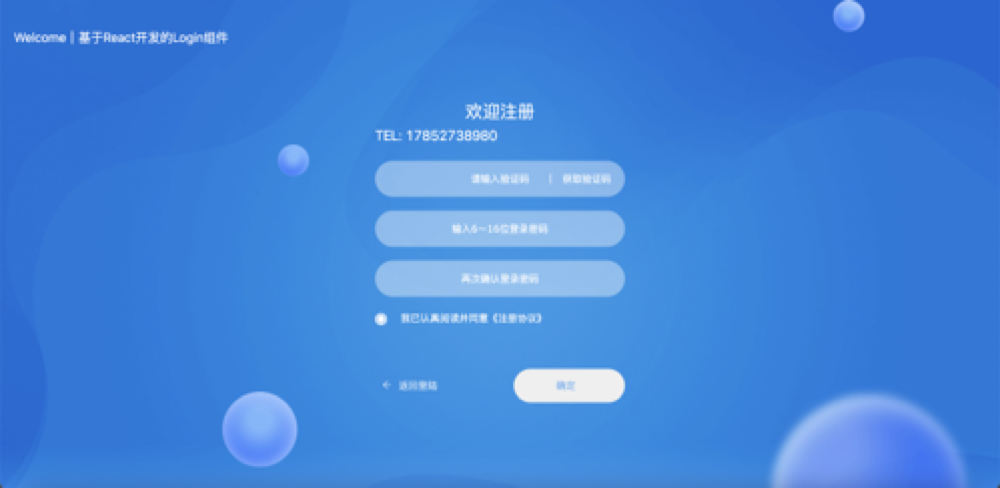 Welcome | 基于React开发的Login组件
欢迎注册
TEL: 17852738980
请输入验证码 | 获取验证码
输入6~16位登录密码
再次确认登录密码
我已认真阅读并同意《注册协议》
← 返回登陆
确定